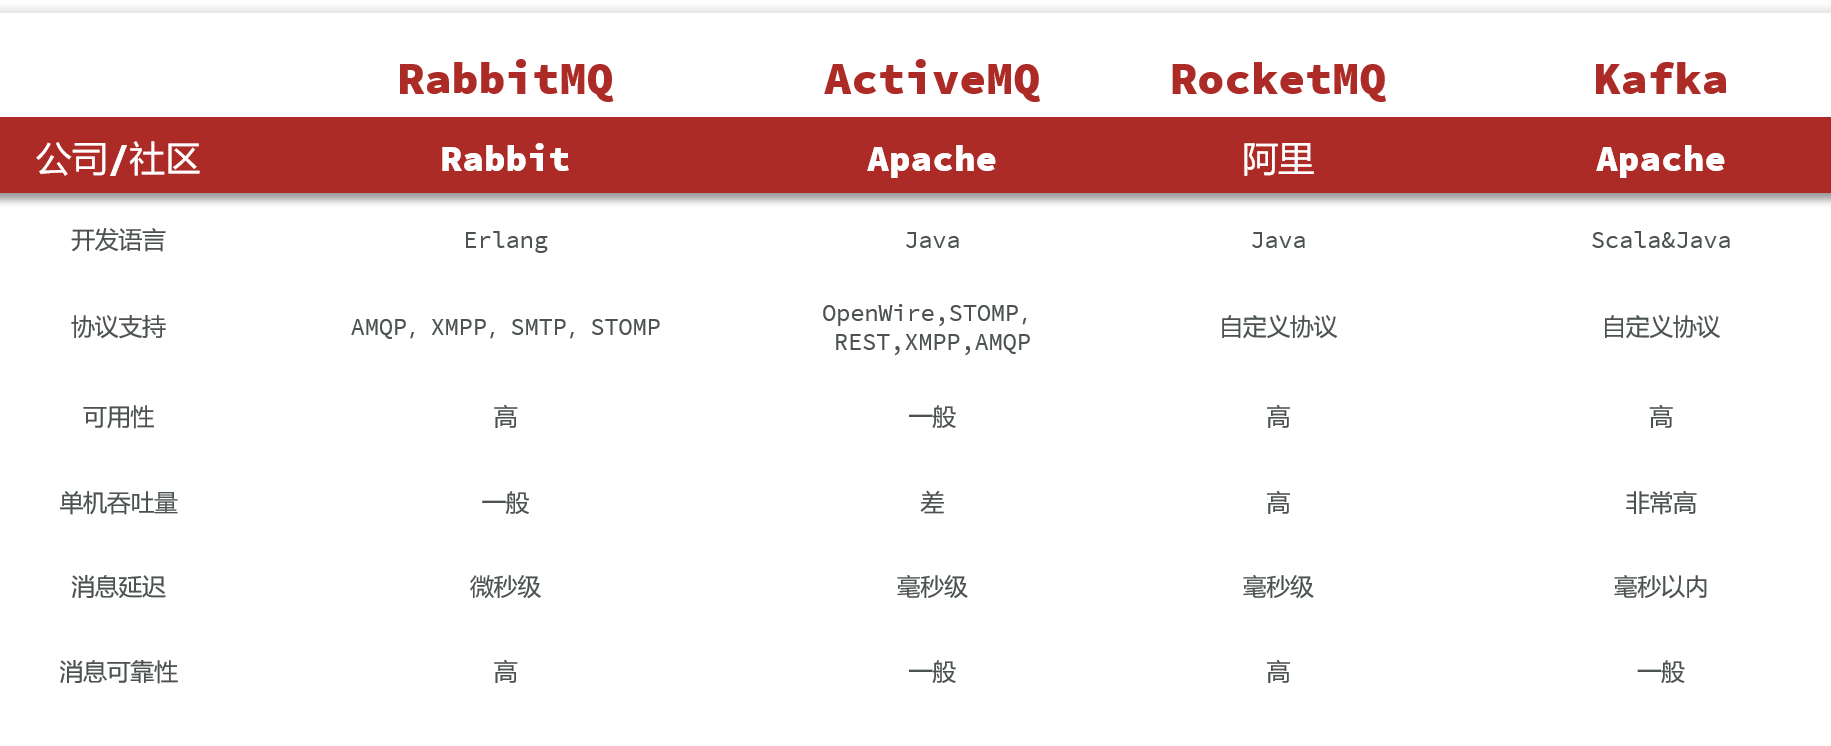 RabbitMQ ActiveMQ RocketMQ Kafka
公司/社区 Rabbit Apache 阿里 Apache
开发语言 Erlang Java Java Scala&Java
协议支持 AMQP，XMPP，SMTP，STOMP OpenWire,STOMP，
REST,XMPP,AMQP 自定义协议 自定义协议
可用性 高 一般 高 高
单机吞吐量 一般 差 高 非常高
消息延迟 微秒级 毫秒级 毫秒级 毫秒以内
消息可靠性 高 一般 高 一般